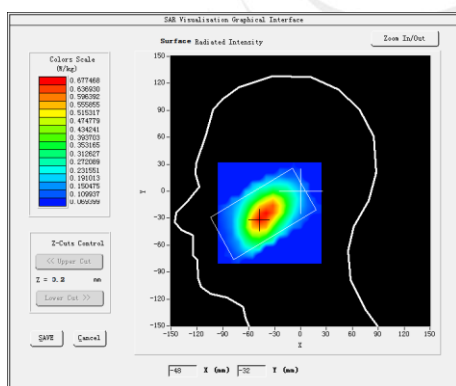 SAR Visualisation Graphical Interface
Surface Radiated Intensity
Zoom In/Out
Colors Scale
(W/kg)
0.677468
0.636930
0.596392
0.555855
0.515317
0.474779
0.434241
0.393703
0.353165
0.312627
0.272089
0.231551
0.191013
0.150475
0.109937
0.069399
150
120
90
60
30
0
-30
-60
-90
-120
-150
Y
-150 -120 -90 -60 -30 0 30 60 90 120 150
X
Z-Cuts Control
<< Upper Cut
Z = 3.2 mm
Lower Cut >>
SAVE Cancel
-48 X (mm) -32 Y (mm)